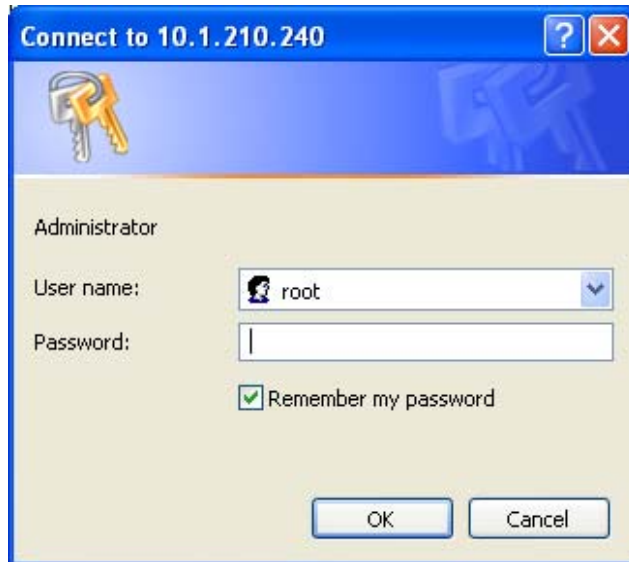 Connect to 10.1.210.240
?
Administrator
User name: root
Password:
Remember my password
OK Cancel